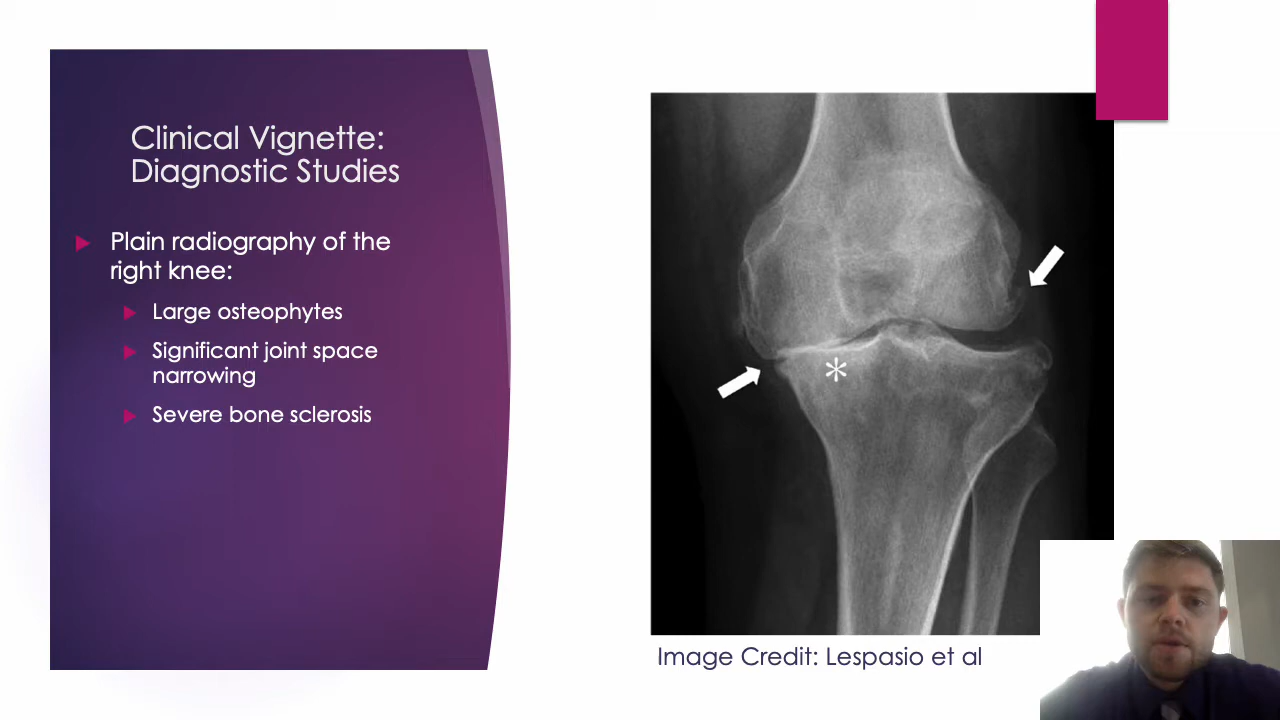 Clinical Vignette:
Diagnostic Studies
Plain radiography of the
right knee:
Large osteophytes
Significant joint space
narrowing
Severe bone sclerosis
*
Image Credit: Lespasio et al